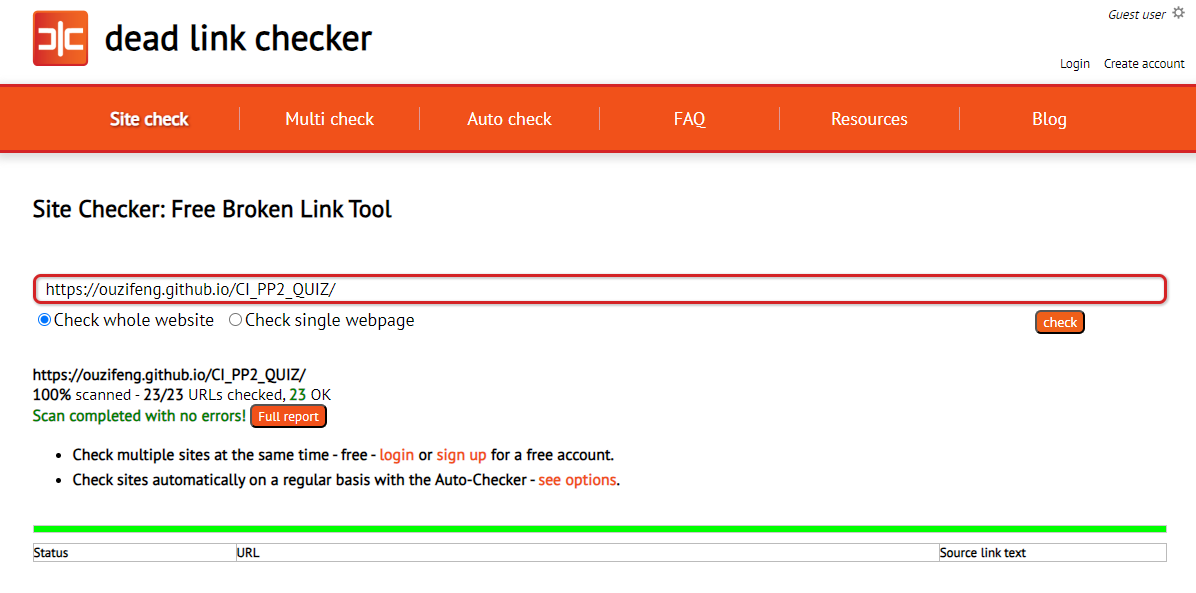 Guest user
dead link checker
Login Create account
Site check Multi check Auto check FAQ Resources Blog
Site Checker: Free Broken Link Tool
https://ouzifeng.github.io/CI_PP2_QUIZ/
Check whole website Check single webpage check
https://ouzifeng.github.io/CI_PP2_QUIZ/
100% scanned - 23/23 URLs checked, 23 OK
Scan completed with no errors! Full report
• Check multiple sites at the same time - free - login or sign up for a free account.
• Check sites automatically on a regular basis with the Auto-Checker - see options.
Status URL Source link text